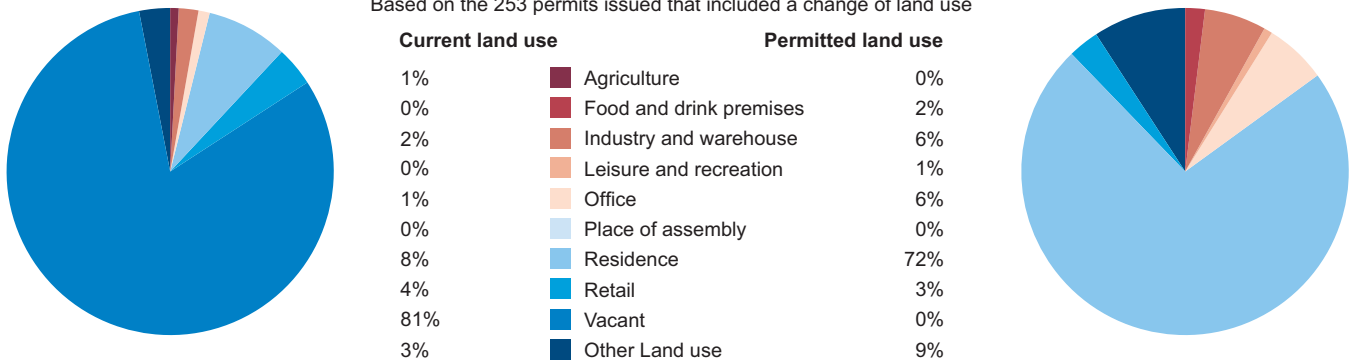 Based on the 253 permits issued that included a change of land use
Current land use Permitted land use
1% Agriculture 0%
0% Food and drink premises 2%
2% Industry and warehouse 6%
0% Leisure and recreation 1%
1% Office 6%
0% Place of assembly 0%
8% Residence 72%
4% Retail 3%
81% Vacant 0%
3% Other Land use 9%